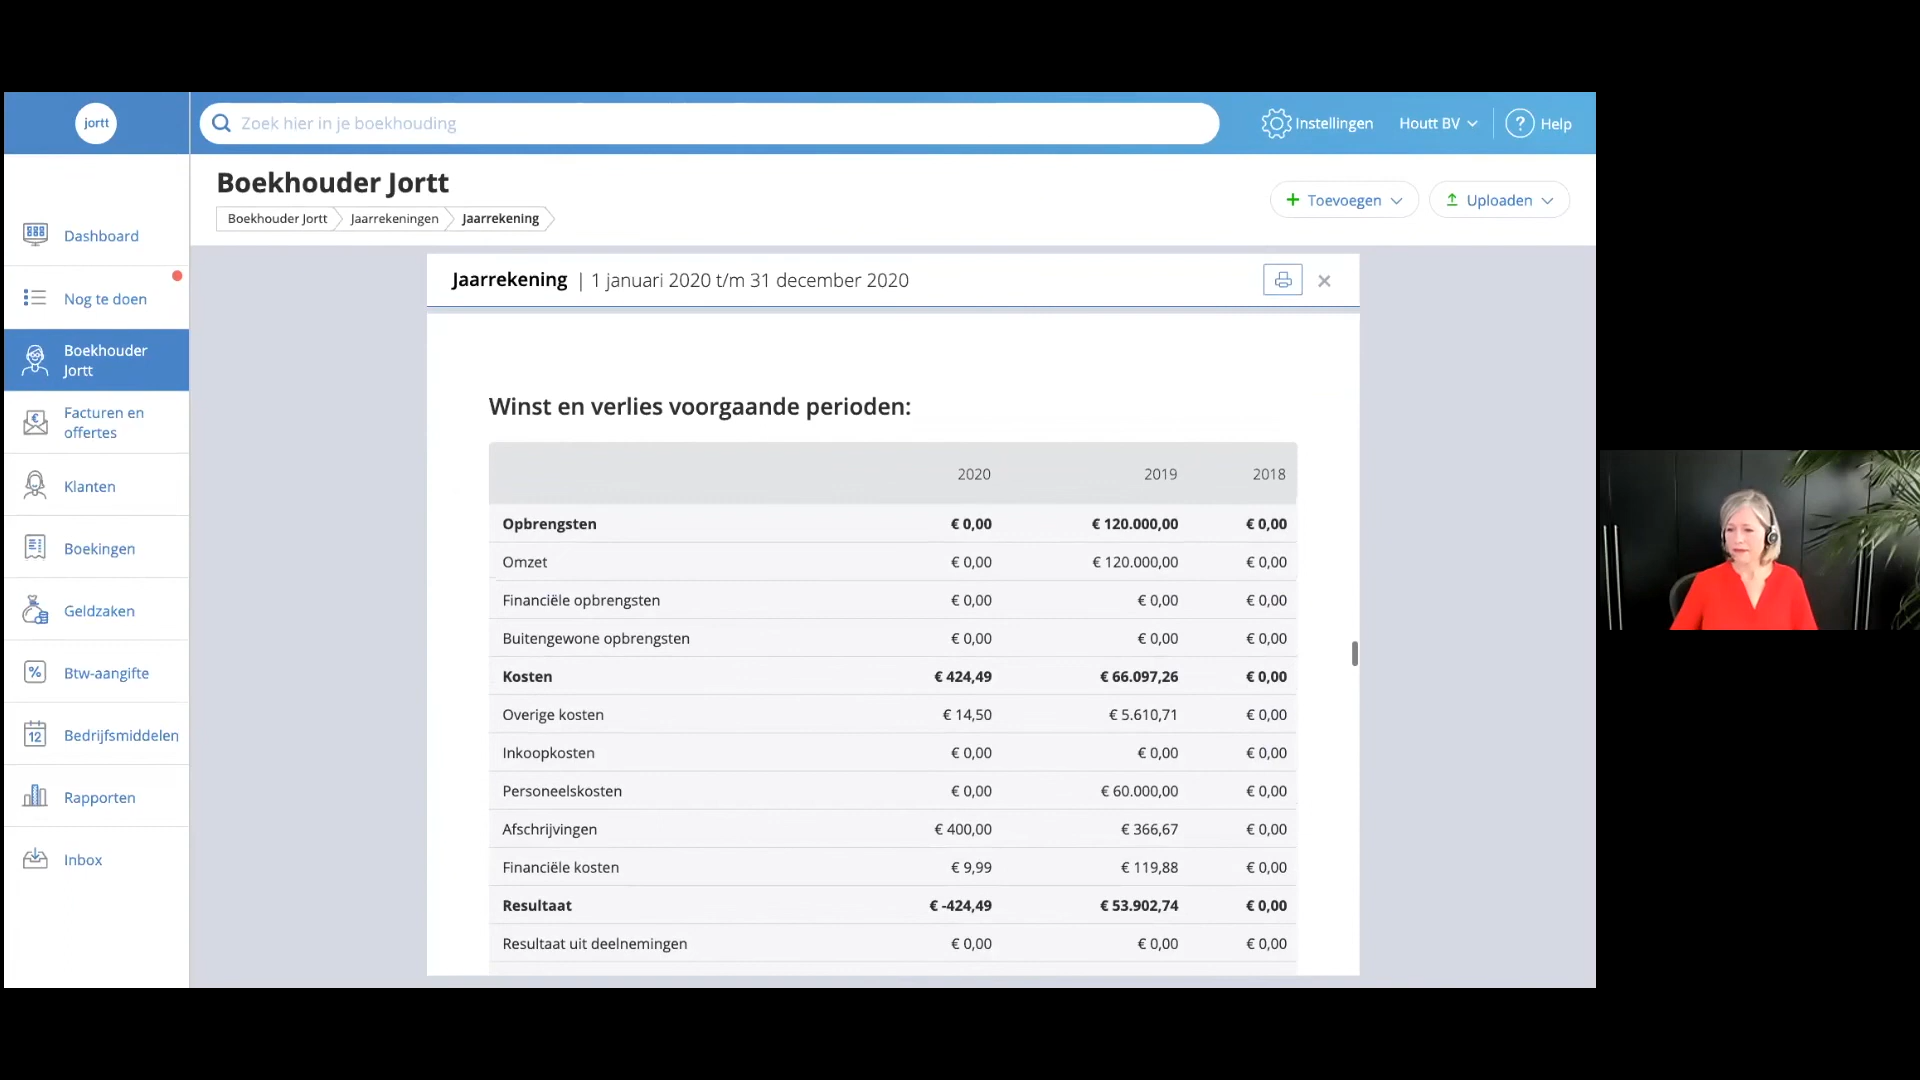 jortt
Zoek hier in je boekhouding
Instellingen
Houtt BV
? Help
Boekhouder Jortt
Boekhouder Jortt
Jaarrekeningen
Jaarrekening
+ Toevoegen
Uploaden
Dashboard
Nog te doen
Boekhouder
Jortt
€ Facturen en
offertes
Klanten
Boekingen
Geldzaken
% Btw-aangifte
12 Bedrijfsmiddelen
Rapporten
Inbox
Jaarrekening | 1 januari 2020 t/m 31 december 2020
Winst en verlies voorgaande perioden:
2020 2019 2018
Opbrengsten € 0,00 € 120.000,00 € 0,00
Omzet € 0,00 € 120.000,00 € 0,00
Financiële opbrengsten € 0,00 € 0,00 € 0,00
Buitengewone opbrengsten € 0,00 € 0,00 € 0,00
Kosten € 424,49 € 66.097,26 € 0,00
Overige kosten € 14,50 € 5.610,71 € 0,00
Inkoopkosten € 0,00 € 0,00 € 0,00
Personeelskosten € 0,00 € 60.000,00 € 0,00
Afschrijvingen € 400,00 € 366,67 € 0,00
Financiële kosten € 9,99 € 119,88 € 0,00
Resultaat € -424,49 € 53.902,74 € 0,00
Resultaat uit deelnemingen € 0,00 € 0,00 € 0,00